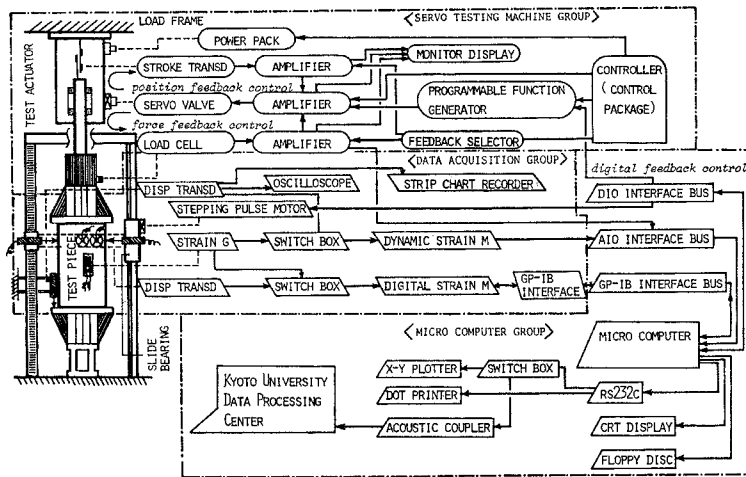 LOAD FRAME
<SERVO TESTING MACHINE GROUP>
POWER PACK
MONITOR DISPLAY
STROKE TRANSD
AMPLIFIER
CONTROLLER
(CONTROL
PACKAGE)
TEST ACTUATOR
position feedback control
PROGRAMMABLE FUNCTION
GENERATOR
SERVO VALVE
AMPLIFIER
force feedback control
LOAD CELL
AMPLIFIER
FEEDBACK SELECTOR
<DATA ACQUISITION GROUP>
digital feedback control
DISP TRANSD
OSCILLOSCOPE
STRIP CHART RECORDER
DIO INTERFACE BUS
STEPPING PULSE MOTOR
STRAIN G
SWITCH BOX
DYNAMIC STRAIN M
AIO INTERFACE BUS
TEST PIECE
DISP TRANSD
SWITCH BOX
DIGITAL STRAIN M
GP-IB
INTERFACE
GP-IB INTERFACE BUS
<MICRO COMPUTER GROUP>
MICRO COMPUTER
SLIDE
BEARING
X-Y PLOTTER
SWITCH BOX
KYOTO UNIVERSITY
DATA PROCESSING
CENTER
DOT PRINTER
RS232C
ACOUSTIC COUPLER
CRT DISPLAY
FLOPPY DISC